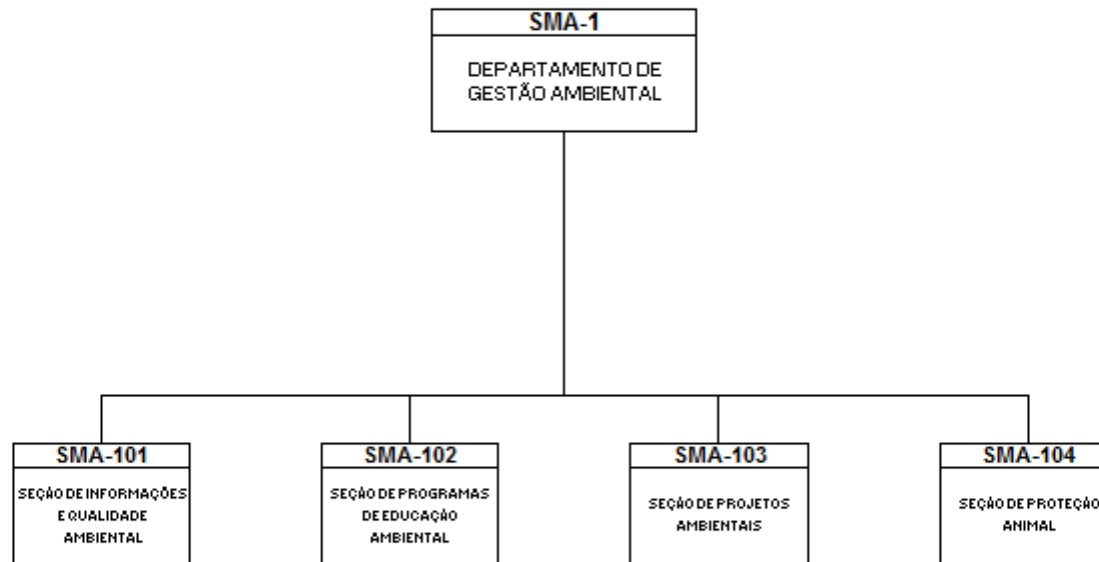 SMA-1
DEPARTAMENTO DE
GESTÃO AMBIENTAL
SMA-101
SEÇÃO DE INFORMAÇÕES
E QUALIDADE
AMBIENTAL
SMA-102
SEÇÃO DE PROGRAMAS
DE EDUCAÇÃO
AMBIENTAL
SMA-103
SEÇÃO DE PROJETOS
AMBIENTAIS
SMA-104
SEÇÃO DE PROTEÇÃO
ANIMAL